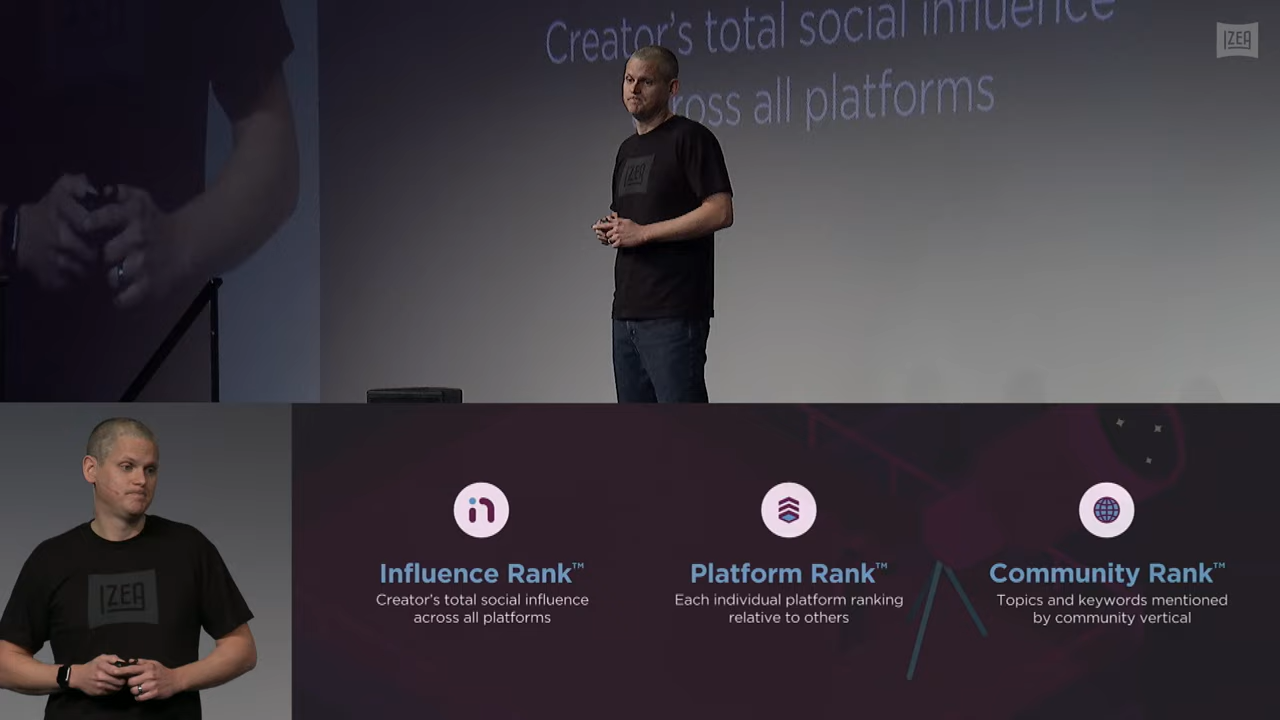 Creator's total social influence
across all platforms
IZEA
IZEA
IZEA
Influence Rank™
Creator's total social influence
across all platforms
Platform Rank™
Each individual platform ranking
relative to others
Community Rank™
Topics and keywords mentioned
by community vertical